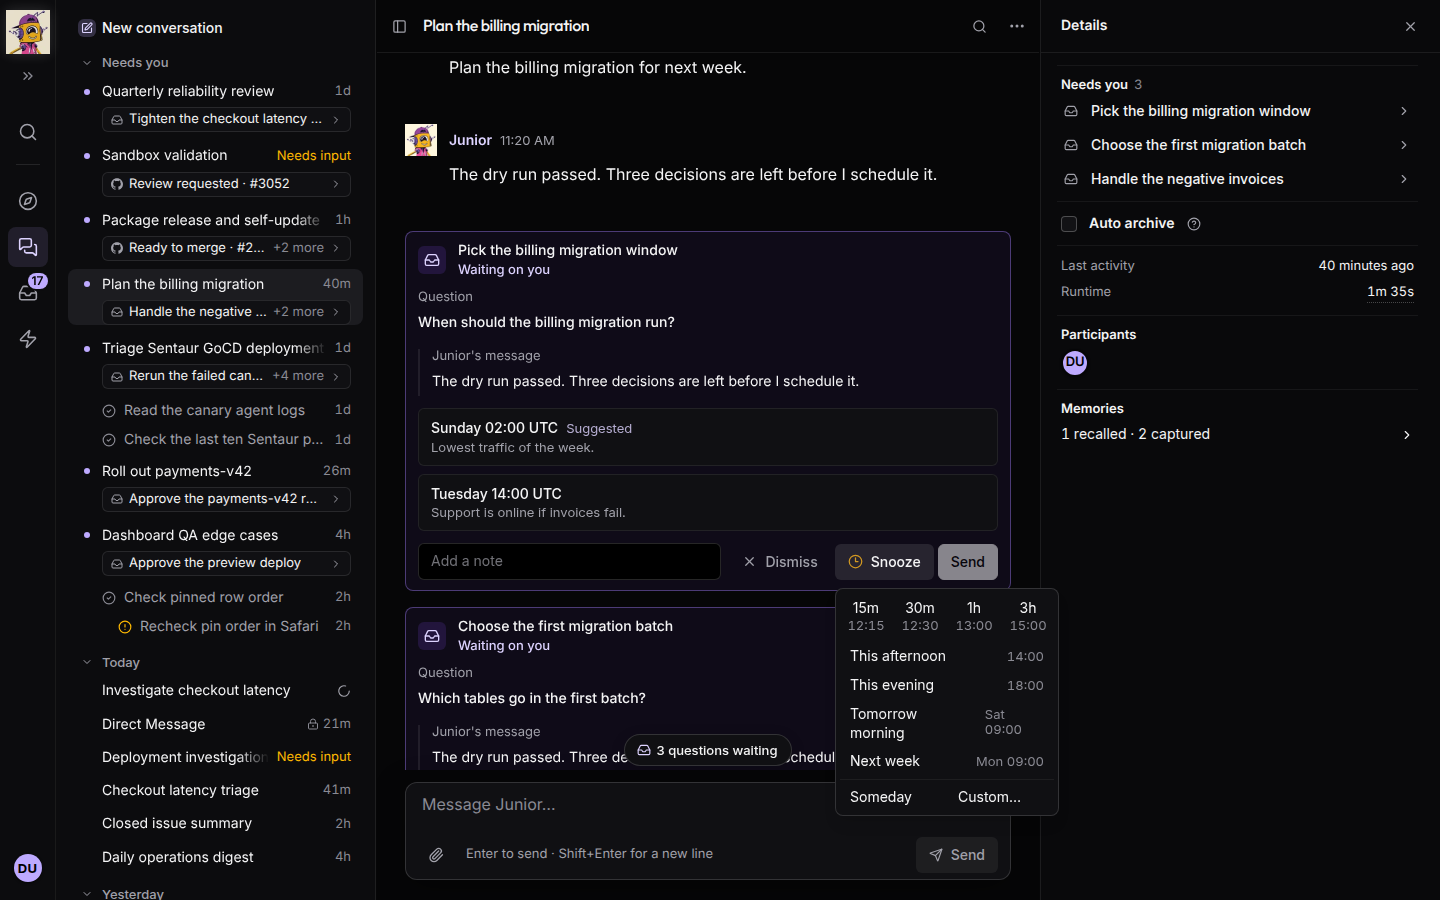 New conversation
Needs you
Quarterly reliability review 1d
Tighten the checkout latency ...
Sandbox validation Needs input
Review requested · #3052
Package release and self-update 1h
Ready to merge · #2... +2 more
17
Plan the billing migration 40m
Handle the negative ... +2 more
Triage Sentaur GoCD deployment 1d
Rerun the failed can... +4 more
Read the canary agent logs 1d
Check the last ten Sentaur p... 1d
Roll out payments-v42 26m
Approve the payments-v42 r...
Dashboard QA edge cases 4h
Approve the preview deploy
Check pinned row order 2h
Recheck pin order in Safari 2h
Today
Investigate checkout latency
Direct Message 21m
Deployment investigation Needs input
Checkout latency triage 41m
Closed issue summary 2h
Daily operations digest 4h
Yesterday
DU
Plan the billing migration
Plan the billing migration for next week.
Junior 11:20 AM
The dry run passed. Three decisions are left before I schedule it.
Pick the billing migration window
Waiting on you
Question
When should the billing migration run?
Junior's message
The dry run passed. Three decisions are left before I schedule it.
Sunday 02:00 UTC Suggested
Lowest traffic of the week.
Tuesday 14:00 UTC
Support is online if invoices fail.
Add a note Dismiss Snooze Send
15m 30m 1h 3h
12:15 12:30 13:00 15:00
This afternoon 14:00
This evening 18:00
Tomorrow morning Sat 09:00
Next week Mon 09:00
Someday Custom...
Choose the first migration batch
Waiting on you
Question
Which tables go in the first batch?
Junior's message
The dry run passed. Three de
schedul
3 questions waiting
Message Junior...
Enter to send · Shift+Enter for a new line Send
Details
Needs you 3
Pick the billing migration window
Choose the first migration batch
Handle the negative invoices
Auto archive
Last activity 40 minutes ago
Runtime 1m 35s
Participants
DU
Memories
1 recalled · 2 captured